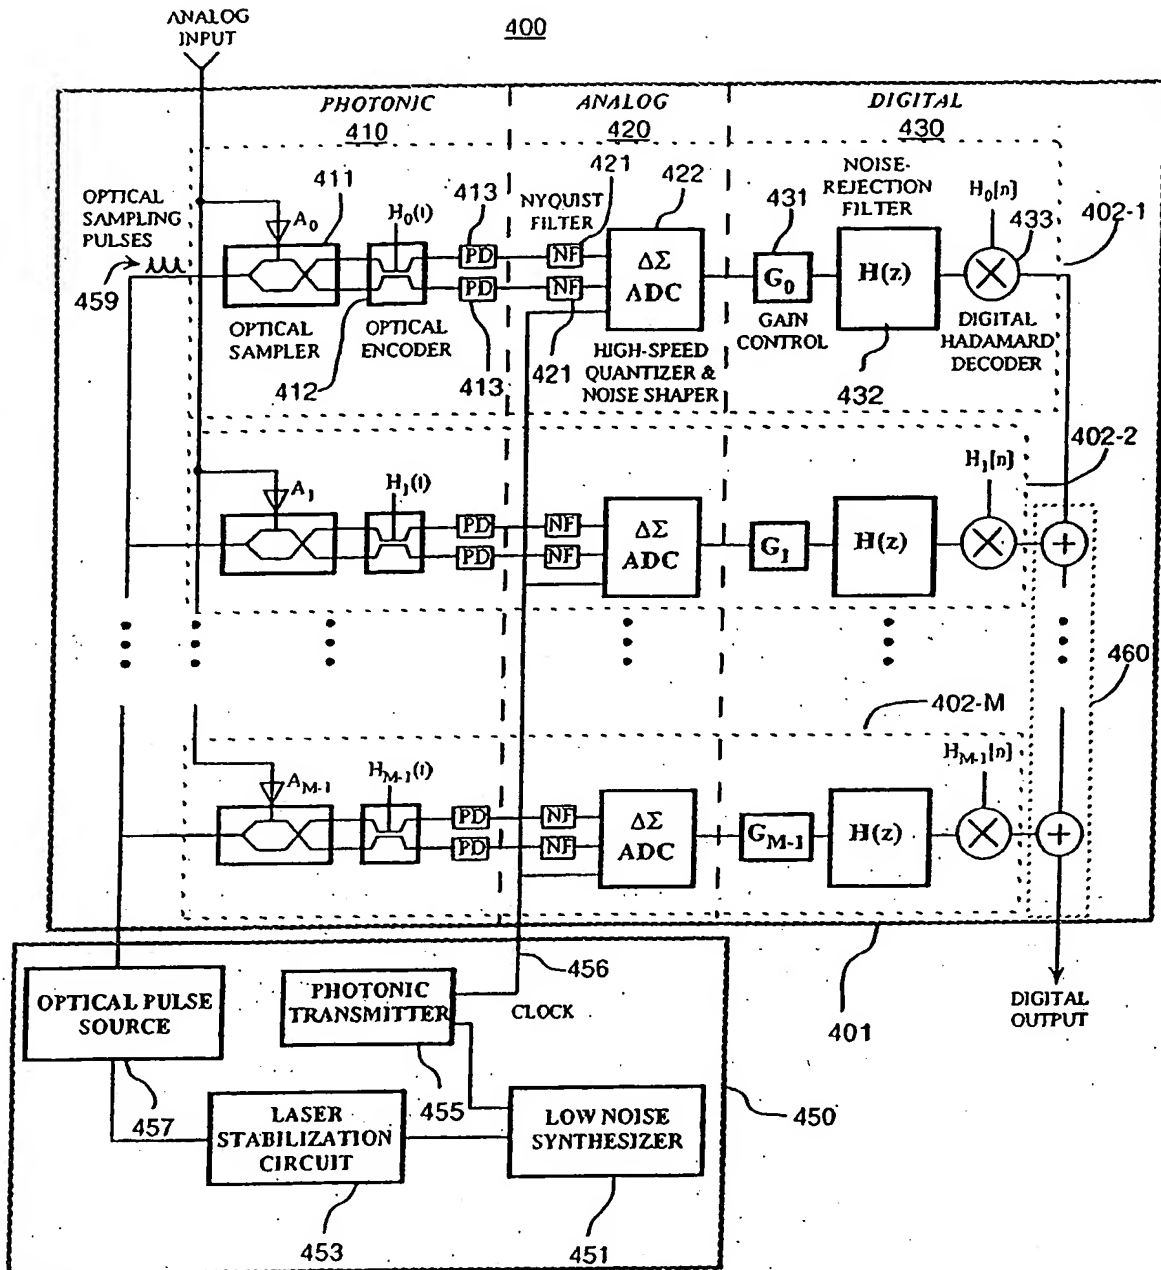 ANALOG
INPUT
400
PHOTONIC
410
ANALOG
420
DIGITAL
430
OPTICAL
SAMPLING
PULSES
459
A0
411
H0(t)
413
PD
PD
412
413
OPTICAL
SAMPLER
OPTICAL
ENCODER
NYQUIST
FILTER
421
NF
NF
421
422
ΔΣ
ADC
HIGH-SPEED
QUANTIZER &
NOISE SHAPER
431
G0
GAIN
CONTROL
NOISE-
REJECTION
FILTER
H(z)
432
H0[n]
433
DIGITAL
HADAMARD
DECODER
402-1
402-2
A1
H1(t)
PD
PD
NF
NF
ΔΣ
ADC
G1
H(z)
H1[n]
460
402-M
AM-1
HM-1(t)
PD
PD
NF
NF
ΔΣ
ADC
GM-1
H(z)
HM-1[n]
OPTICAL PULSE
SOURCE
457
PHOTONIC
TRANSMITTER
455
456
CLOCK
401
DIGITAL
OUTPUT
LASER
STABILIZATION
CIRCUIT
453
LOW NOISE
SYNTHESIZER
451
450